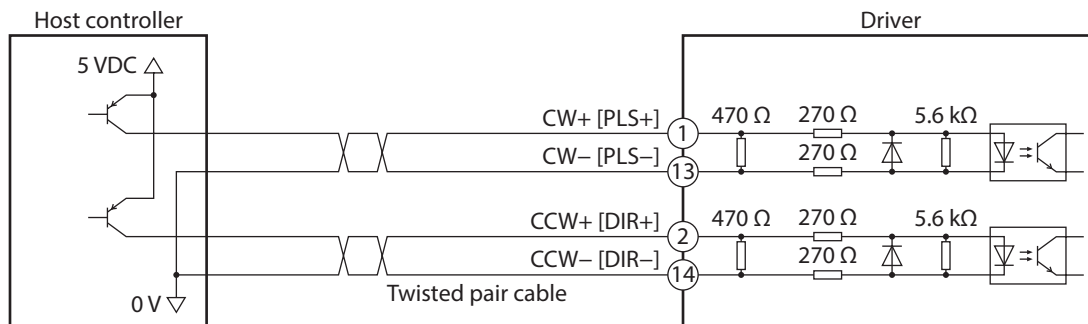 Host controller
Driver
5 VDC
CW+ [PLS+]
1
470 Ω
270 Ω
5.6 kΩ
CW− [PLS−]
13
270 Ω
CCW+ [DIR+]
2
470 Ω
270 Ω
5.6 kΩ
CCW− [DIR−]
14
270 Ω
0 V
Twisted pair cable